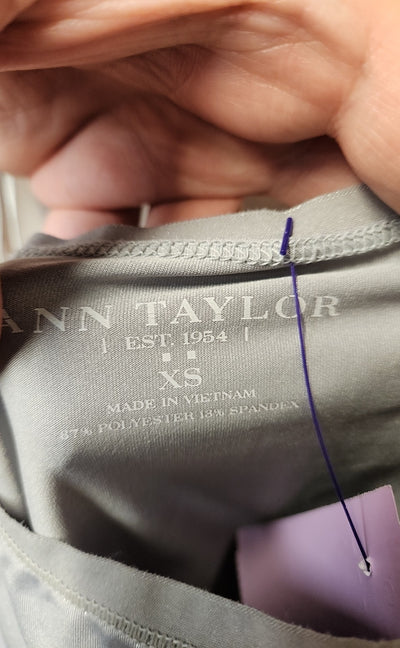 ANN TAYLOR
| EST. 1954 |
XS
MADE IN VIETNAM
87% POLYESTER 13% SPANDEX